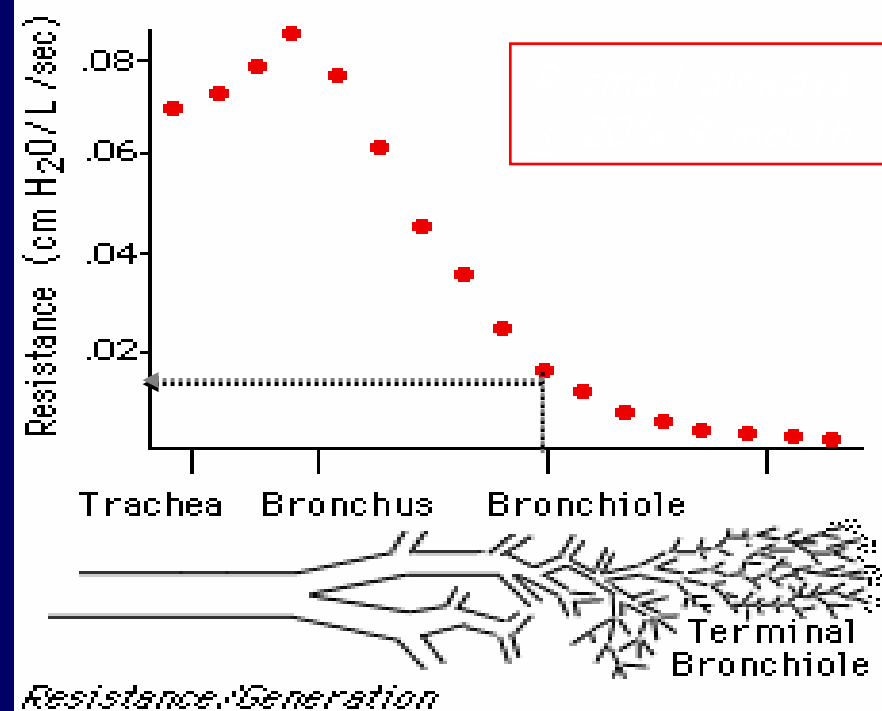 Resistance (cm H2O/L/sec)
.08
.06
.04
.02
Trachea Bronchus Bronchiole
Terminal
Bronchiole
Resistance/Generation